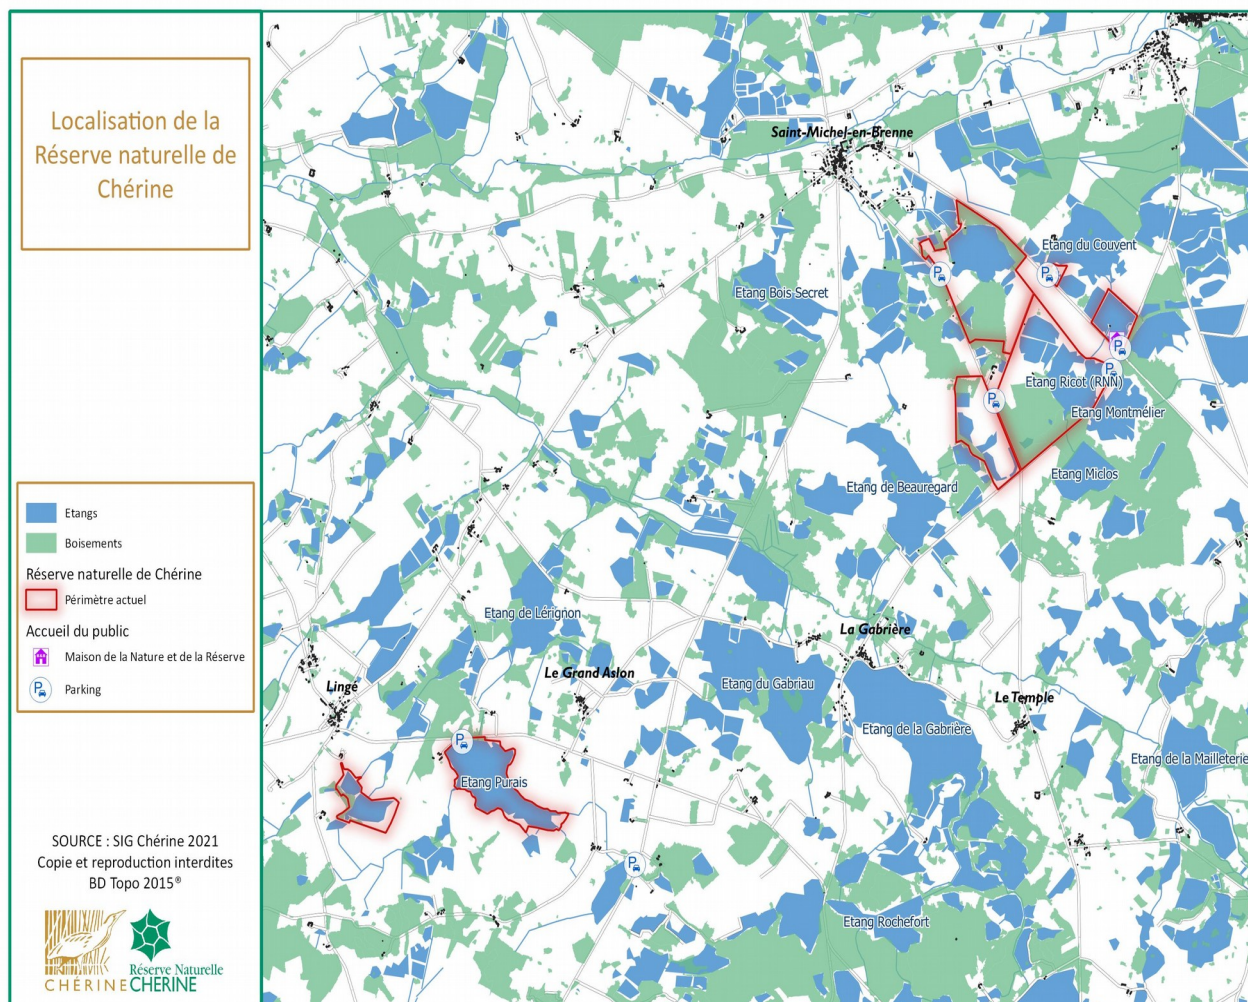 Localisation de la
Réserve naturelle de
Chérine
Etangs
Boisements
Réserve naturelle de Chérine
Périmètre actuel
Accueil du public
Maison de la Nature et de la Réserve
P
Parking
SOURCE : SIG Chérine 2021
Copie et reproduction interdites
BD Topo 2015®
CHÉRINE
Réserve Naturelle
CHERINE
Saint-Michel-en-Brenne
Etang du Couvent
P
P
Etang Bois Secret
P
P
Etang Ricot (RNN)
P
Etang Montmélier
Etang Miclos
Etang de Beauregard
Etang de Lérignon
La Gabrière
Le Grand Aslon
Etang du Gabriau
Lingé
Le Temple
Etang de la Gabrière
P
Etang de la Mailleterie
Etang Purais
P
Etang Rochefort